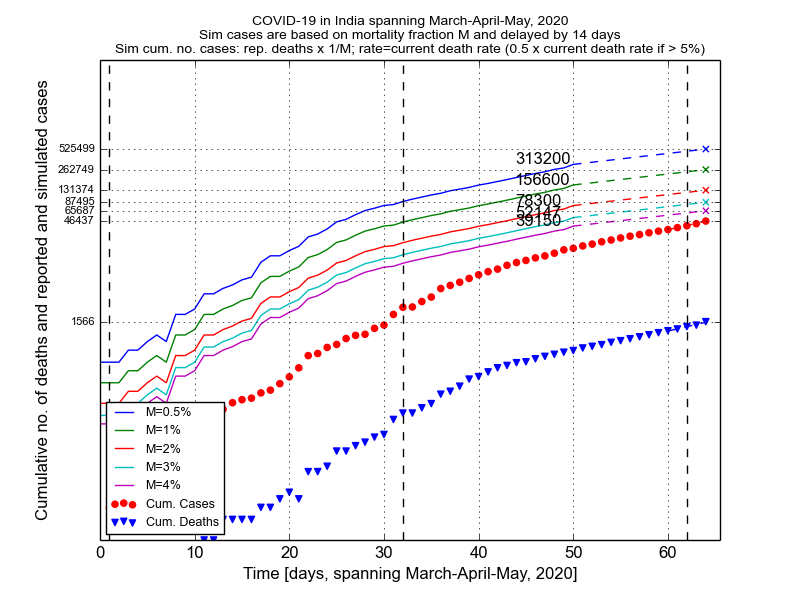 COVID-19 in India spanning March-April-May, 2020
Sim cases are based on mortality fraction M and delayed by 14 days
Sim cum. no. cases: rep. deaths x 1/M; rate=current death rate (0.5 x current death rate if > 5%)
Cumulative no. of deaths and reported and simulated cases
525499
262749
131374
87495
65687
46437
1566
313200
156600
78300
52147
39150
M=0.5%
M=1%
M=2%
M=3%
M=4%
Cum. Cases
Cum. Deaths
0 10 20 30 40 50 60
Time [days, spanning March-April-May, 2020]